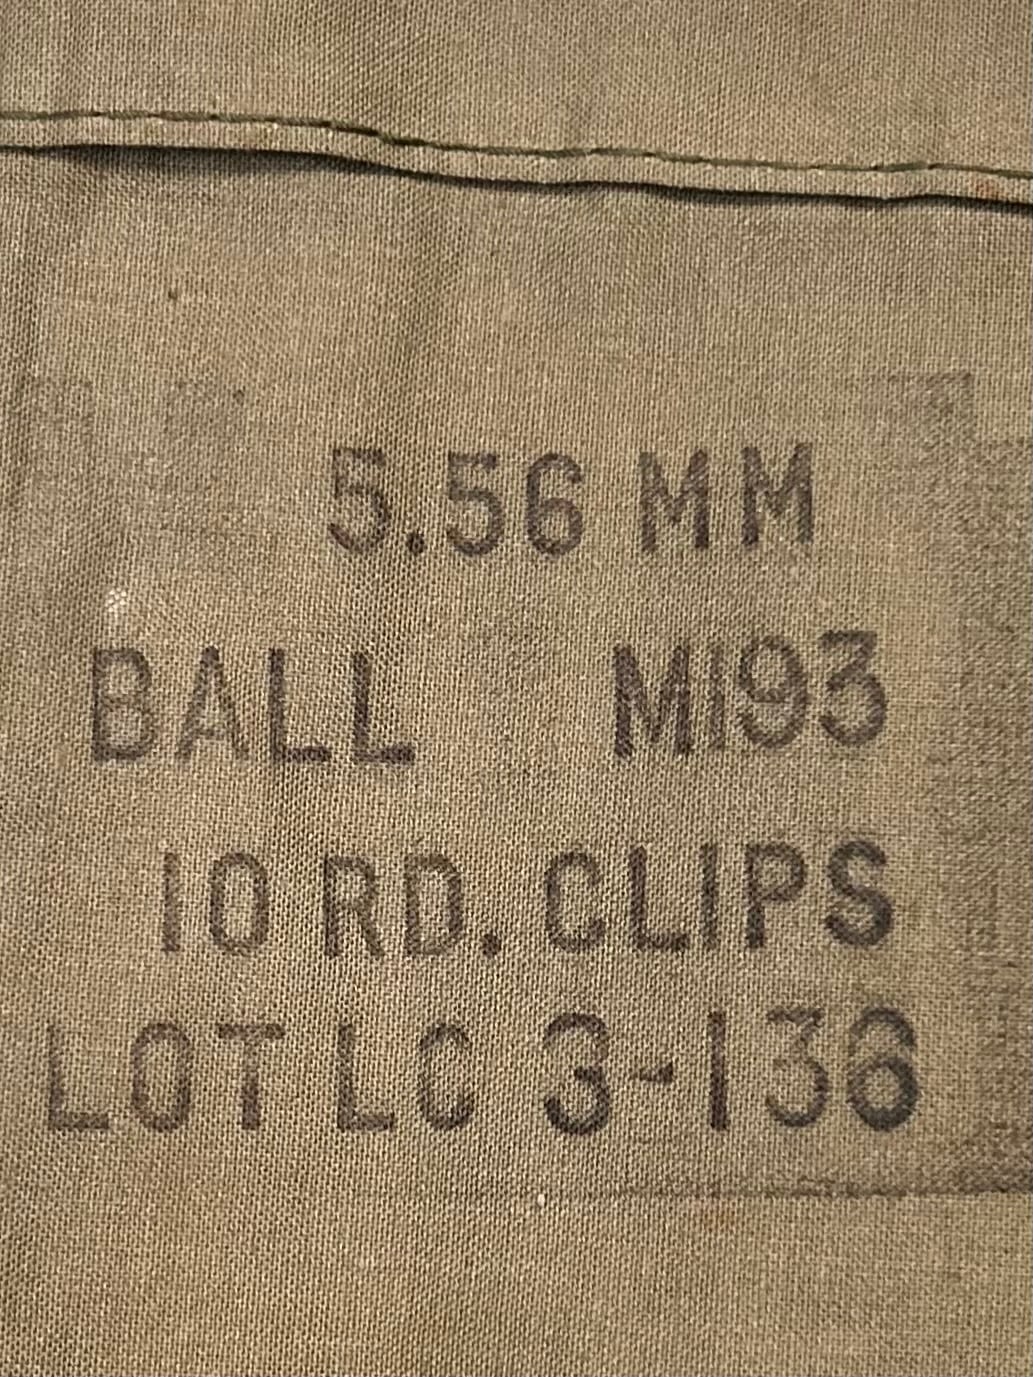 5.56 MM
BALL M193
10 RD. CLIPS
LOT LC 3-136